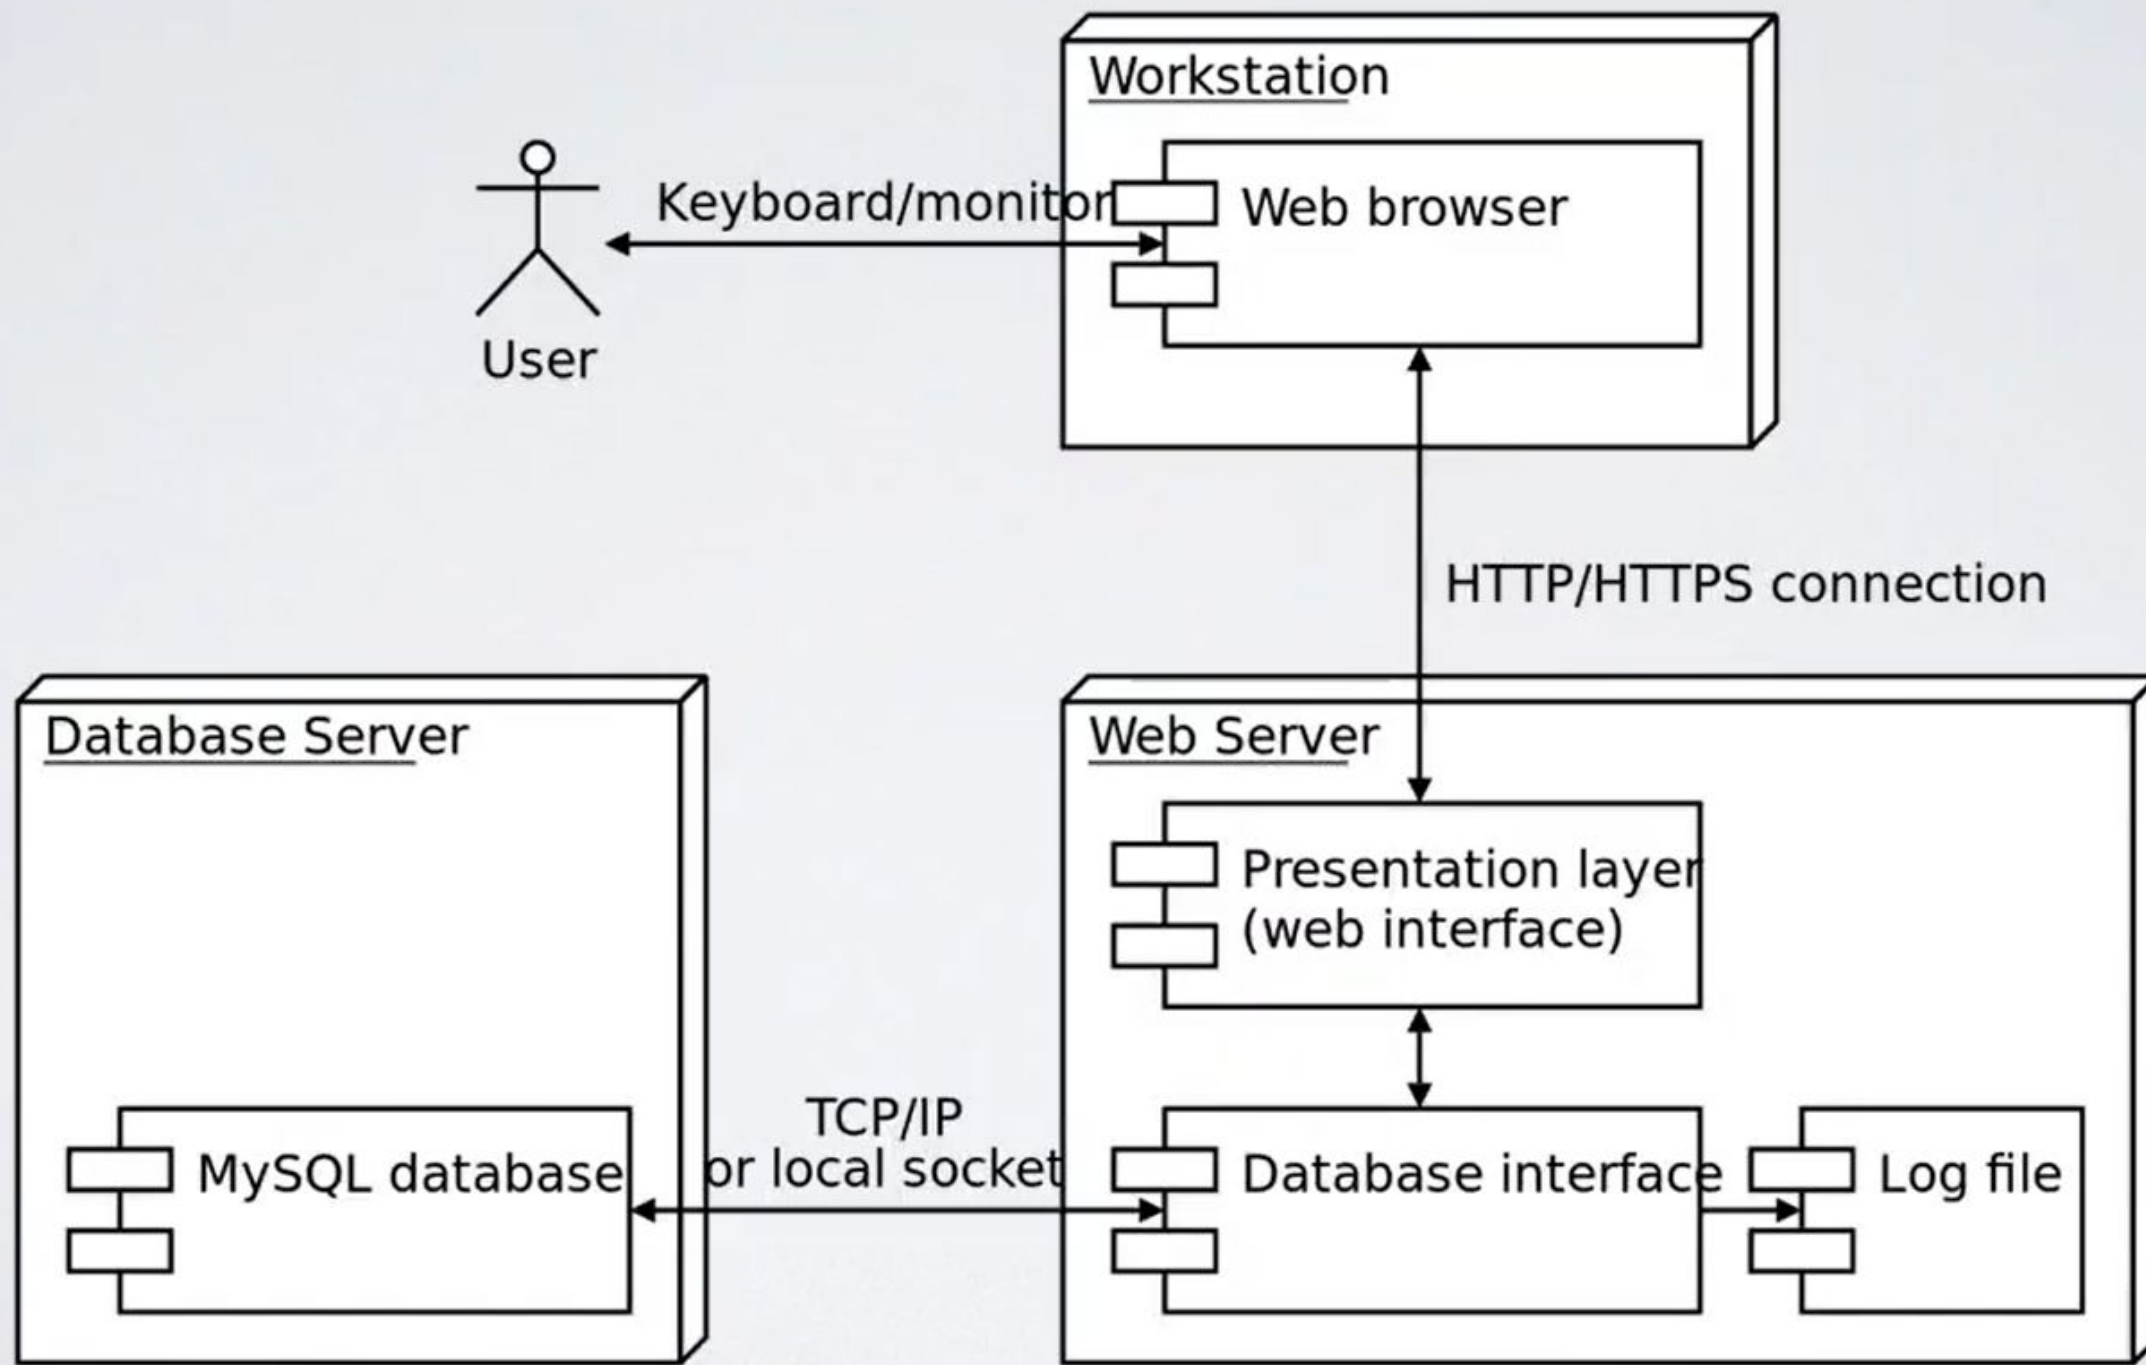 Workstation
Keyboard/monitor
Web browser
User
HTTP/HTTPS connection
Database Server
Web Server
Presentation layer
(web interface)
TCP/IP
or local socket
MySQL database
Database interface
Log file